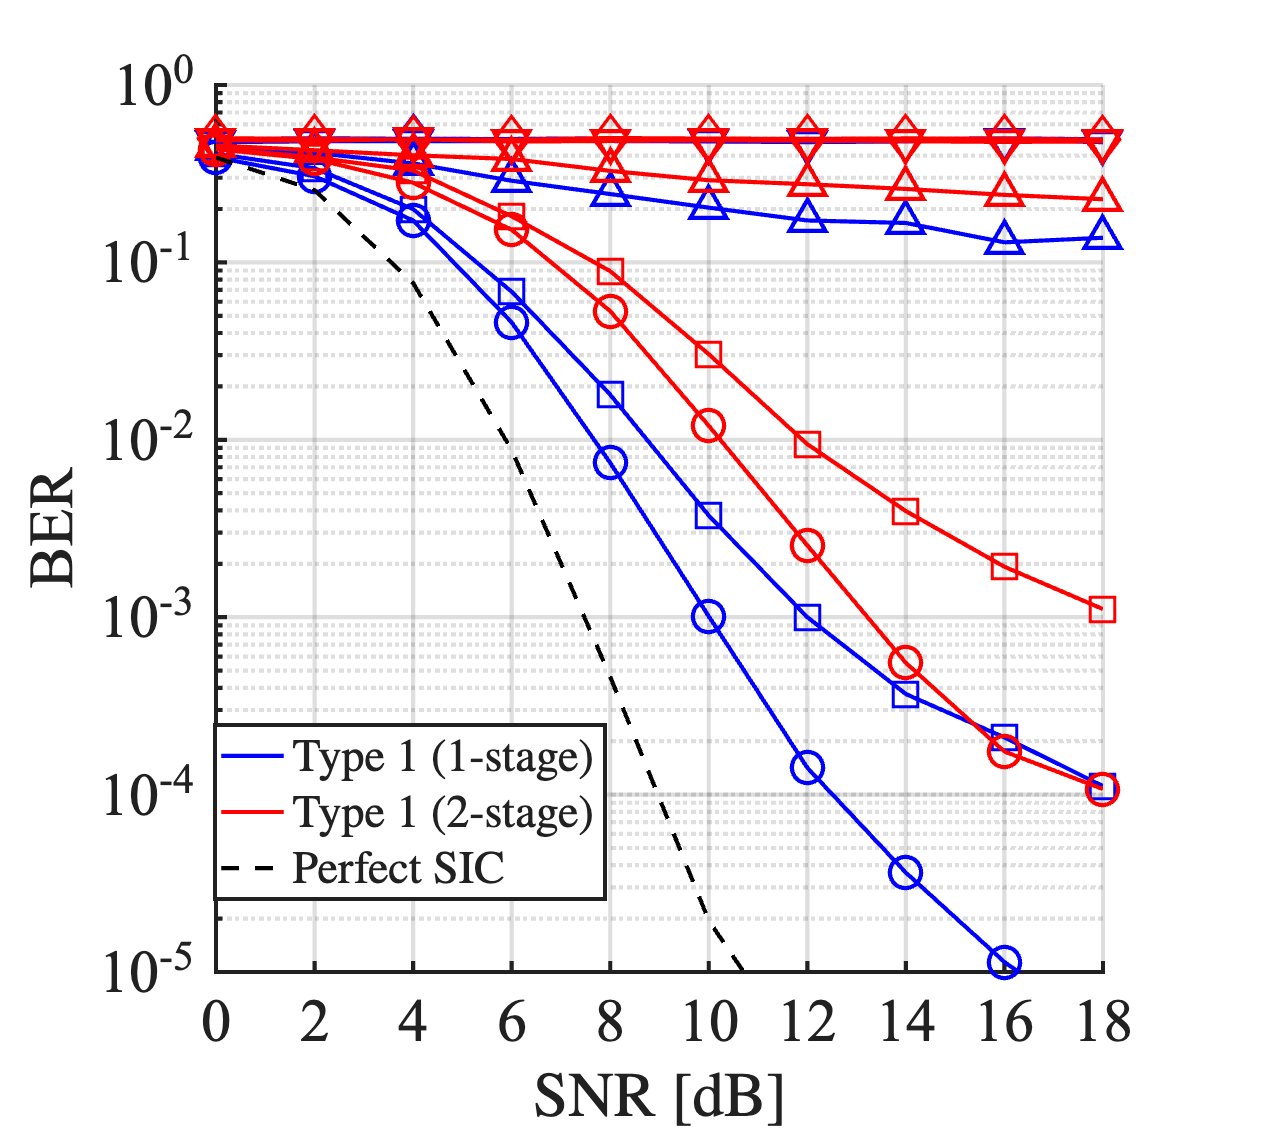 10^0
10^-1
10^-2
10^-3
10^-4
10^-5
BER
Type 1 (1-stage)
Type 1 (2-stage)
Perfect SIC
0 2 4 6 8 10 12 14 16 18
SNR [dB]